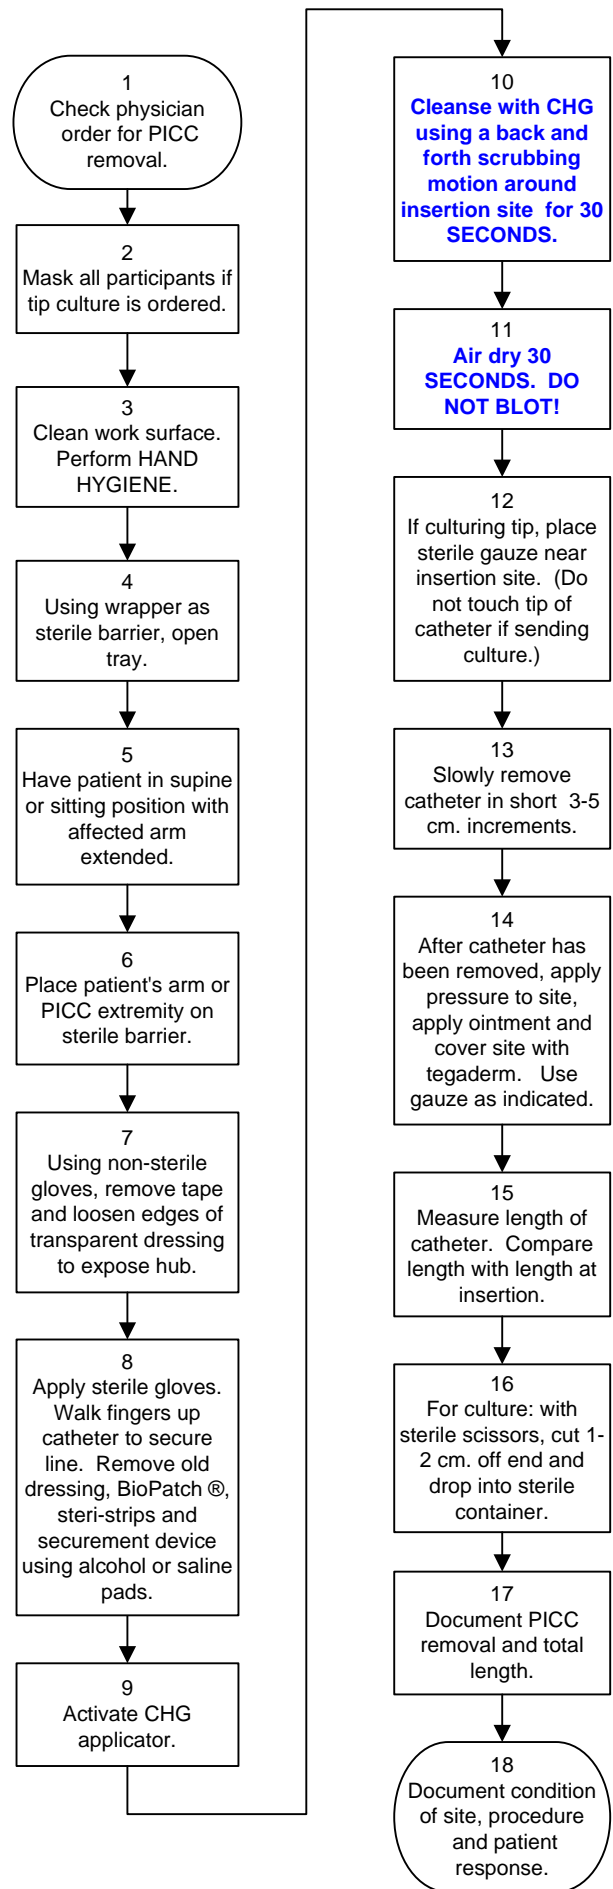 1
Check physician
order for PICC
removal.
2
Mask all participants if
tip culture is ordered.
3
Clean work surface.
Perform HAND
HYGIENE.
4
Using wrapper as
sterile barrier, open
tray.
5
Have patient in supine
or sitting position with
affected arm
extended.
6
Place patient's arm or
PICC extremity on
sterile barrier.
7
Using non-sterile
gloves, remove tape
and loosen edges of
transparent dressing
to expose hub.
8
Apply sterile gloves.
Walk fingers up
catheter to secure
line.  Remove old
dressing, BioPatch ®,
steri-strips and
securement device
using alcohol or saline
pads.
9
Activate CHG
applicator.
10
Cleanse with CHG
using a back and
forth scrubbing
motion around
insertion site  for 30
SECONDS.
11
Air dry 30
SECONDS.  DO
NOT BLOT!
12
If culturing tip, place
sterile gauze near
insertion site.  (Do
not touch tip of
catheter if sending
culture.)
13
Slowly remove
catheter in short  3-5
cm. increments.
14
After catheter has
been removed, apply
pressure to site,
apply ointment and
cover site with
tegaderm.   Use
gauze as indicated.
15
Measure length of
catheter.  Compare
length with length at
insertion.
16
For culture: with
sterile scissors, cut 1-
2 cm. off end and
drop into sterile
container.
17
Document PICC
removal and total
length.
18
Document condition
of site, procedure
and patient
response.